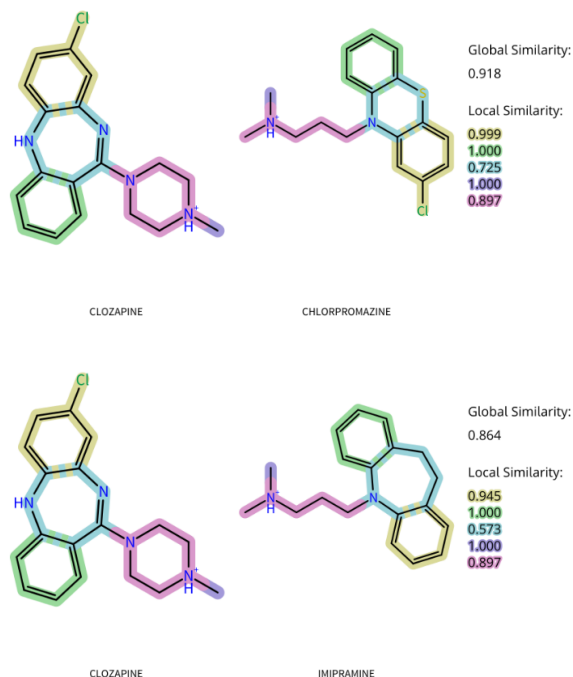 Cl
HN
N
N
N⁺
H
CLOZAPINE
N⁺
H
N
S
Cl
CHLORPROMAZINE
Global Similarity:
0.918
Local Similarity:
0.999
1.000
0.725
1.000
0.897
Cl
HN
N
N
N⁺
H
CLOZAPINE
N⁺
H
N
IMIPRAMINE
Global Similarity:
0.864
Local Similarity:
0.945
1.000
0.573
1.000
0.897